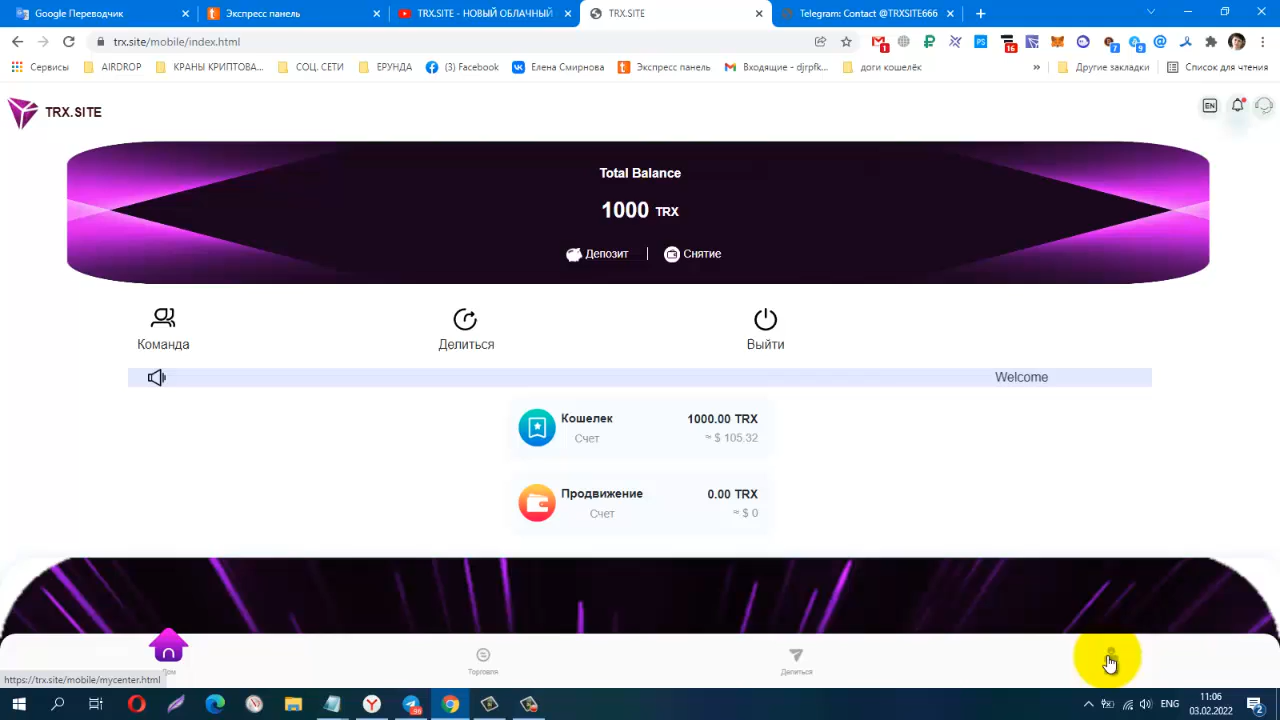 Google Переводчик
Экспресс панель
TRX.SITE - НОВЫЙ ОБЛАЧНЫЙ
TRX.SITE
Telegram: Contact @TRXSITE666
trx.site/mobile/index.html
Сервисы
AIRDROP
КРАНЫ КРИПТОВА...
СОЦ. СЕТИ
ЕРУНДА
(3) Facebook
Елена Смирнова
Экспресс панель
Входящие - djrpfk...
доги кошелёк
»
Другие закладки
Список для чтения
TRX.SITE
EN
Total Balance
1000 TRX
Депозит | Снятие
Команда
Делиться
Выйти
Welcome
Кошелек 1000.00 TRX
Счет ≈ $ 105.32
Продвижение 0.00 TRX
Счет ≈ $ 0
Дом
Торговля
Делиться
https://trx.site/mobile/mycenter.html
ENG
11:06
03.02.2022